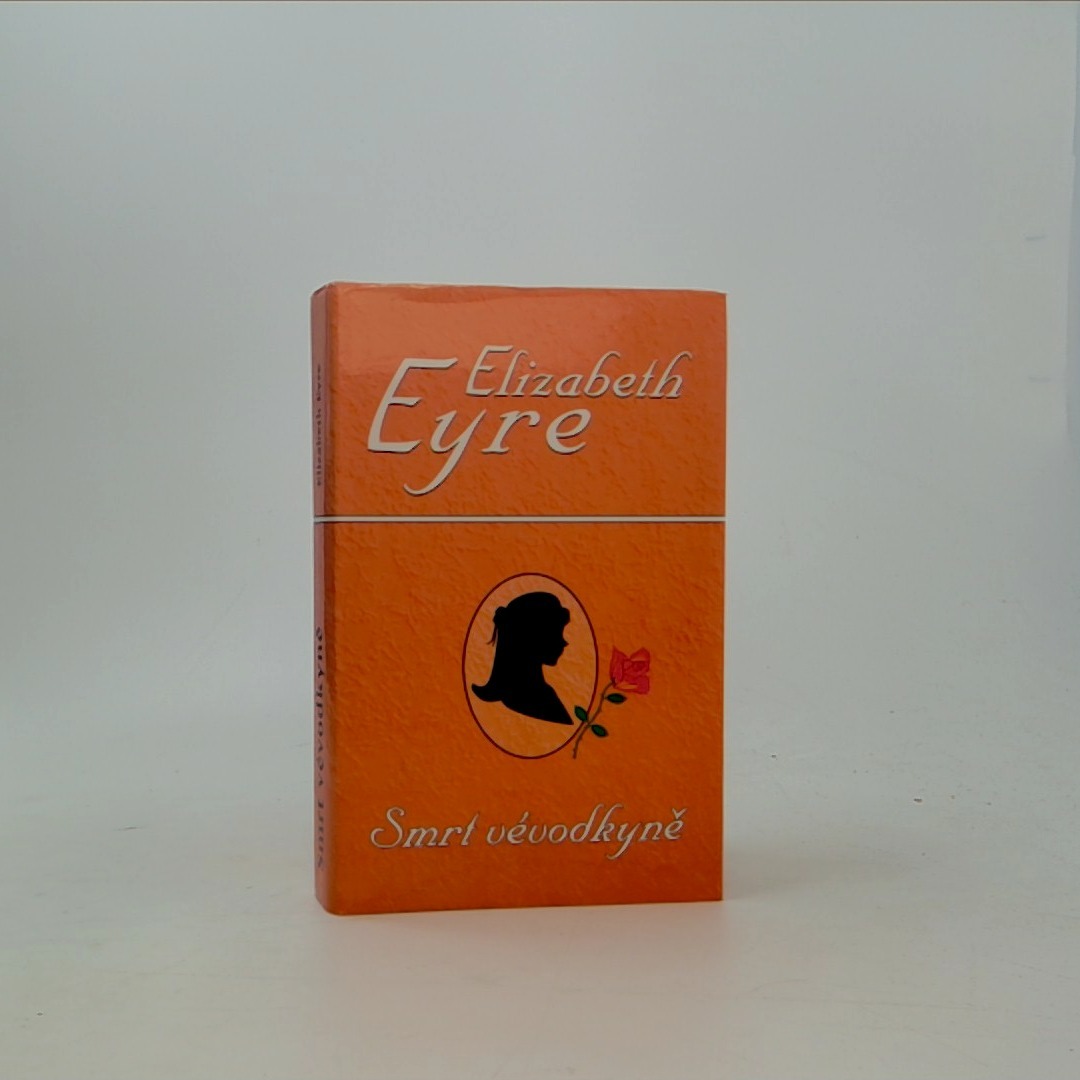 Elizabeth
Eyre
Smrt vévodkyně
Elizabeth Eyre
Smrt vévodkyně